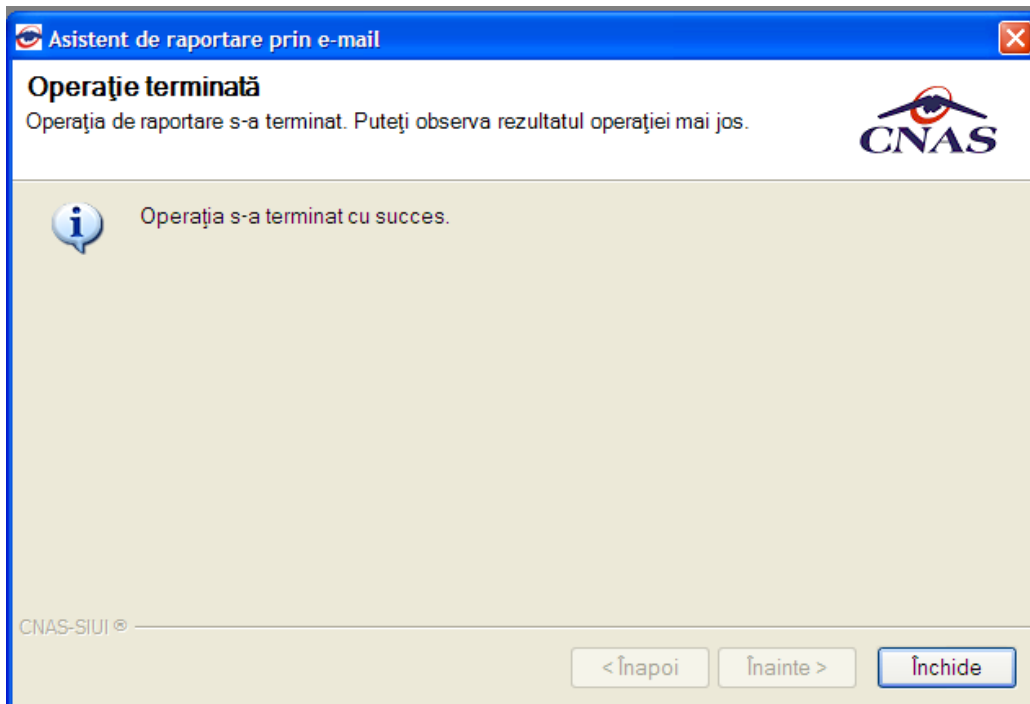 Asistent de raportare prin e-mail
Operaţie terminată
Operaţia de raportare s-a terminat. Puteţi observa rezultatul operaţiei mai jos.
CNAS
Operaţia s-a terminat cu succes.
CNAS-SIUI ®
< Înapoi
Înainte >
Închide